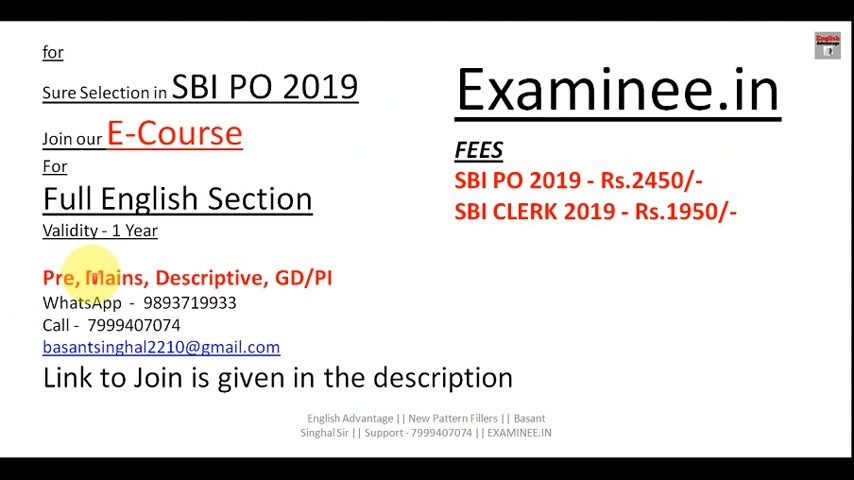 for
Sure Selection in SBI PO 2019
Join our E-Course
For
Full English Section
Validity - 1 Year
Pre, Mains, Descriptive, GD/PI
WhatsApp - 9893719933
Call - 7999407074
basantsinghal2210@gmail.com
Link to Join is given in the description
Examinee.in
FEES
SBI PO 2019 - Rs.2450/-
SBI CLERK 2019 - Rs.1950/-
English
Advantage
English Advantage || New Pattern Fillers || Basant
Singhal Sir || Support - 7999407074 || EXAMINEE.IN